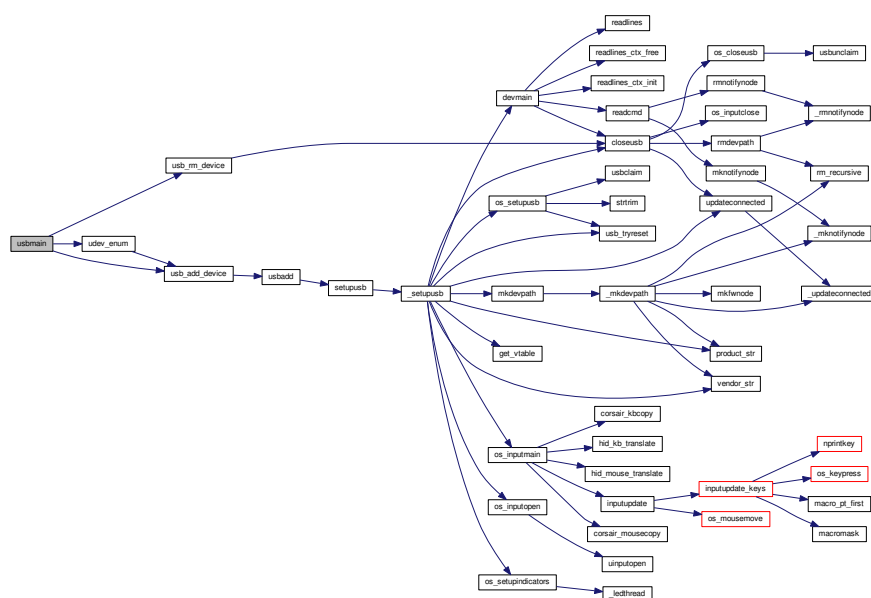 readlines
readlines_ctx_free
os_closeusb
usbunclaim
readlines_ctx_init
rmnotifynode
devmain
readcmd
os_inputclose
_rmnotifynode
closeusb
rmdevpath
usb_rm_device
usbclaim
mknotifynode
rm_recursive
os_setupusb
strtrim
updateconnected
usb_tryreset
_mknotifynode
usbmain
udev_enum
usb_add_device
usbadd
setupusb
_setupusb
mkdevpath
_mkdevpath
mkfwnode
_updateconnected
get_vtable
product_str
vendor_str
corsair_kbcopy
hid_kb_translate
nprintkey
os_inputmain
hid_mouse_translate
os_keypress
inputupdate_keys
os_inputopen
inputupdate
macro_pt_first
os_mousemove
corsair_mousecopy
macromask
uinputopen
os_setupindicators
_ledthread